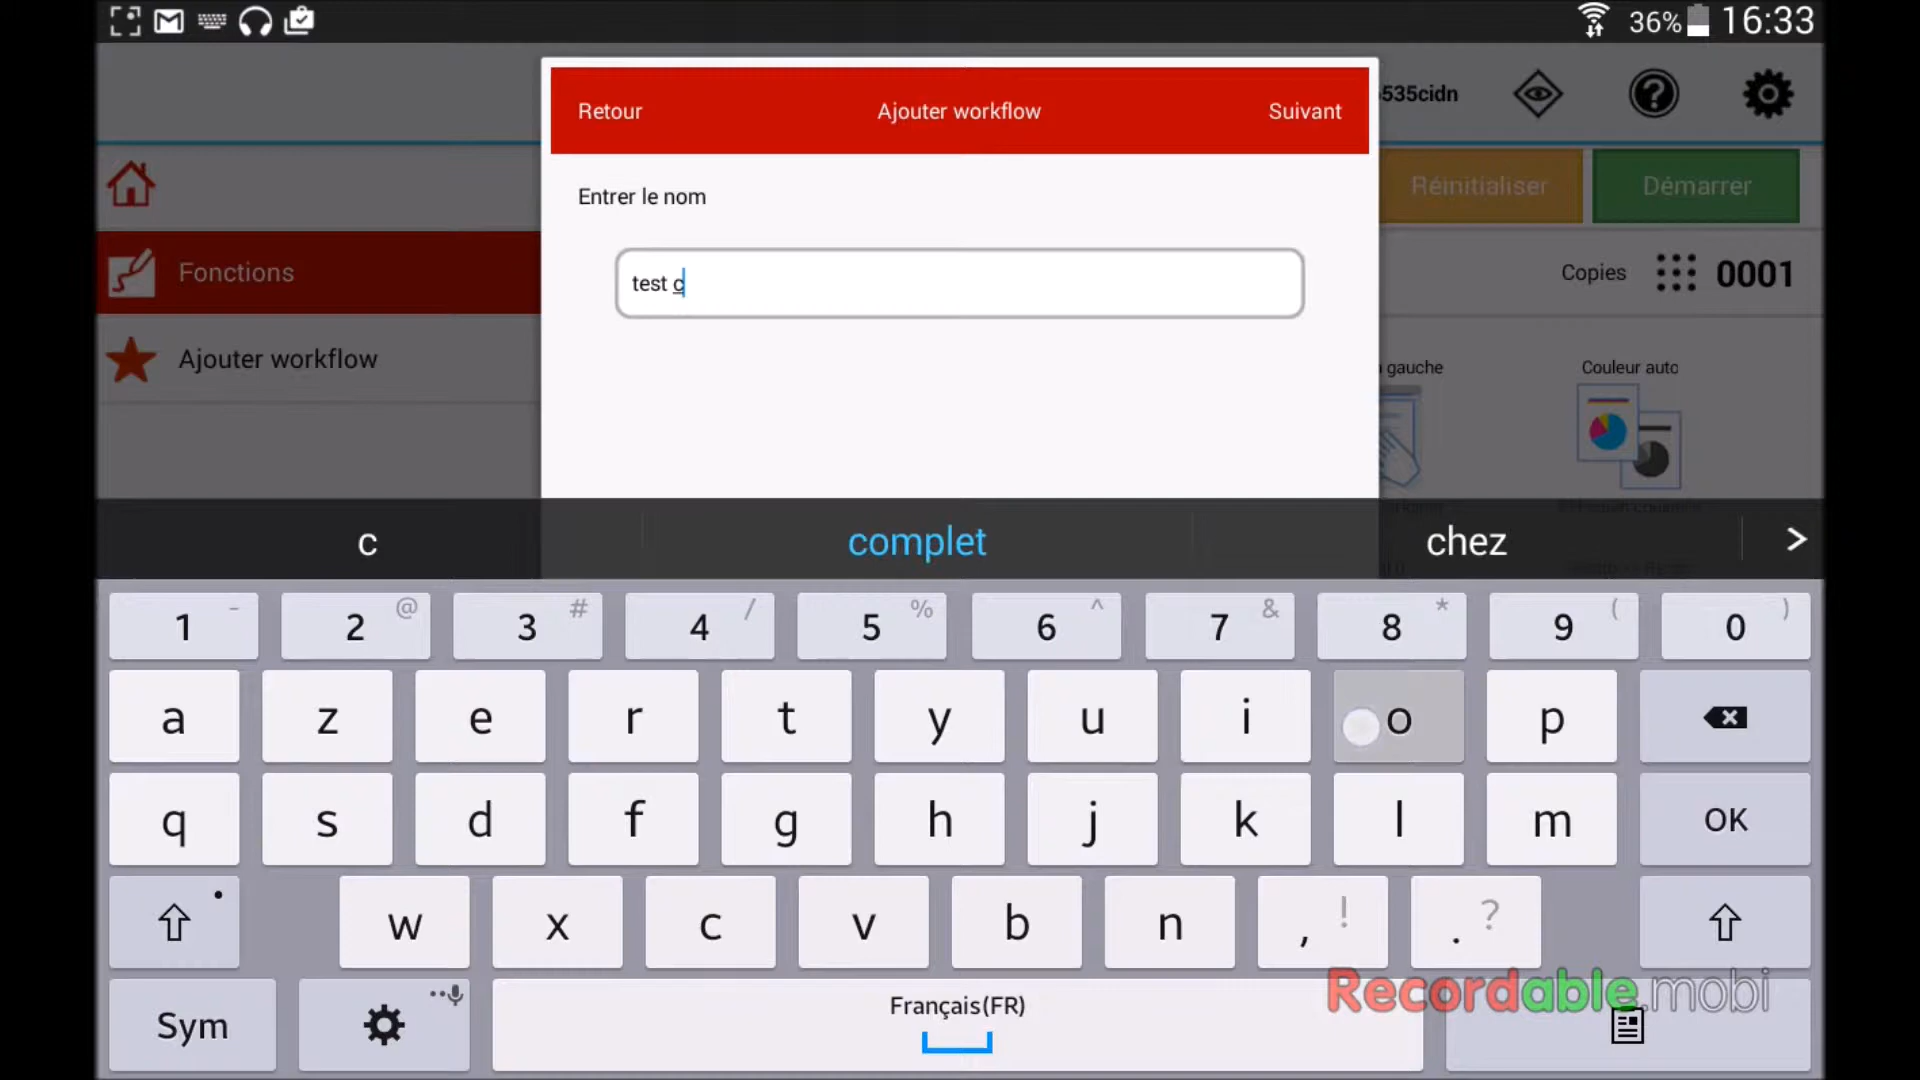 36% 16:33
Retour Ajouter workflow Suivant
535cidn
Réinitialiser Démarrer
Entrer le nom
Fonctions
test c
Copies 0001
Ajouter workflow
gauche Couleur auto
c complet chez >
1 - 2 @ 3 # 4 / 5 % 6 ^ 7 & 8 * 9 ( 0 )
a z e r t y u i o p
q s d f g h j k l m OK
w x c v b n , ! . ?
Recordable.mobi
Sym Français(FR)